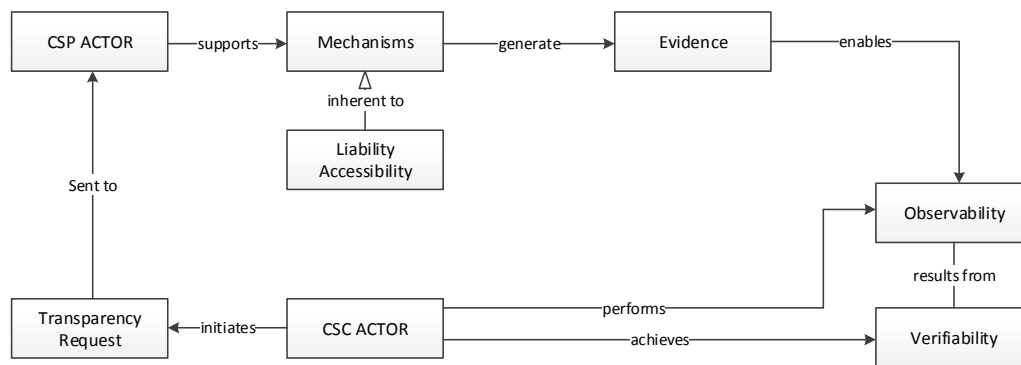 CSP ACTOR
supports
Mechanisms
generate
Evidence
enables
inherent to
Liability
Accessibility
Sent to
Observability
results from
Transparency
Request
initiates
CSC ACTOR
performs
achieves
Verifiability